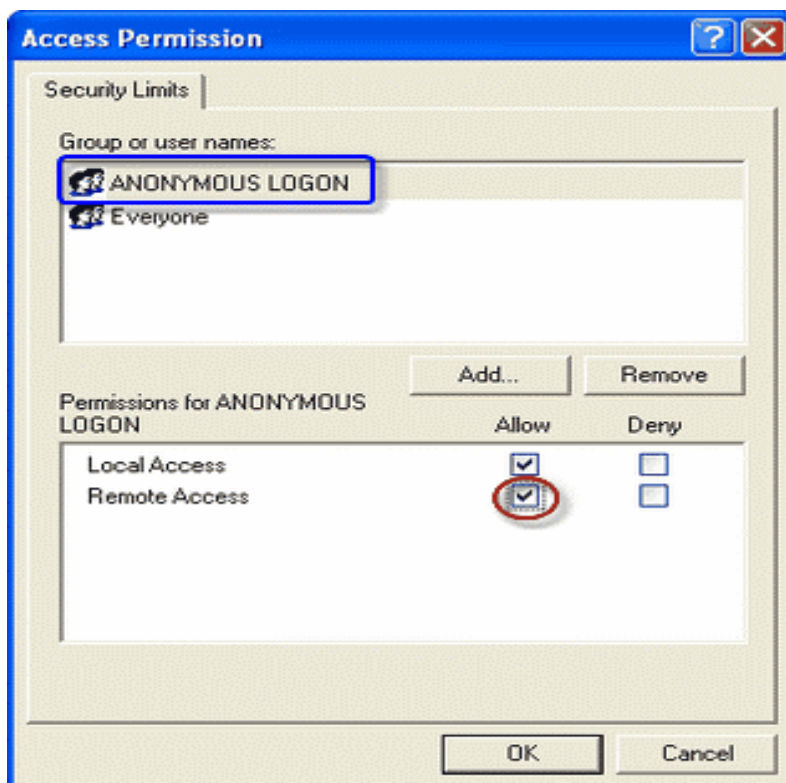 Access Permission
Security Limits
Group or user names:
ANONYMOUS LOGON
Everyone
Add... Remove
Permissions for ANONYMOUS
LOGON Allow Deny
Local Access
Remote Access
OK Cancel